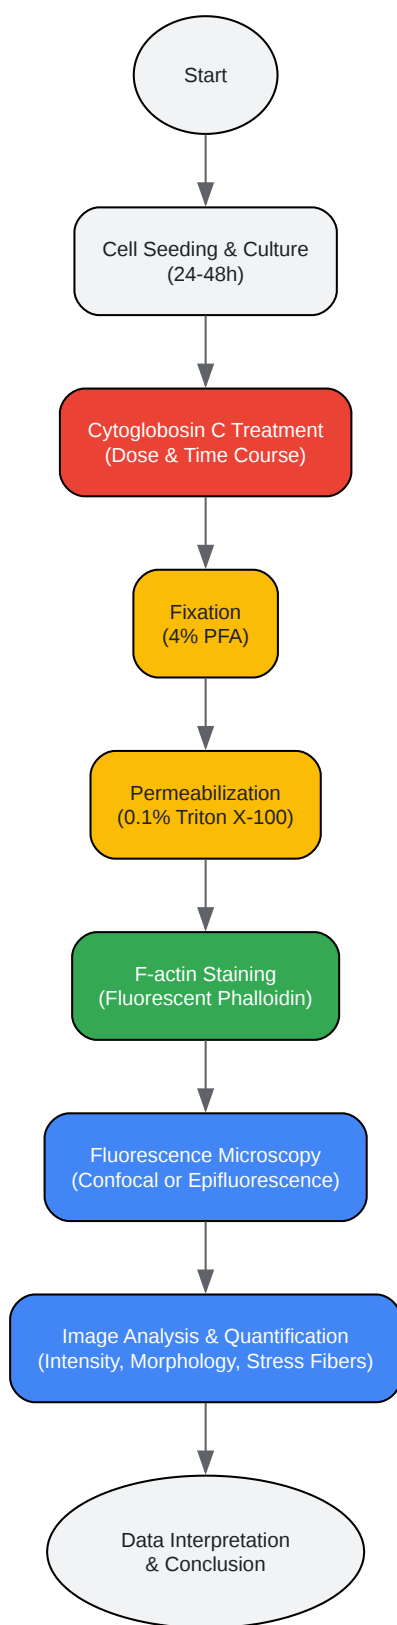 Start
Cell Seeding & Culture
(24-48h)
Cytoglobosin C Treatment
(Dose & Time Course)
Fixation
(4% PFA)
Permeabilization
(0.1% Triton X-100)
F-actin Staining
(Fluorescent Phalloidin)
Fluorescence Microscopy
(Confocal or Epifluorescence)
Image Analysis & Quantification
(Intensity, Morphology, Stress Fibers)
Data Interpretation
& Conclusion